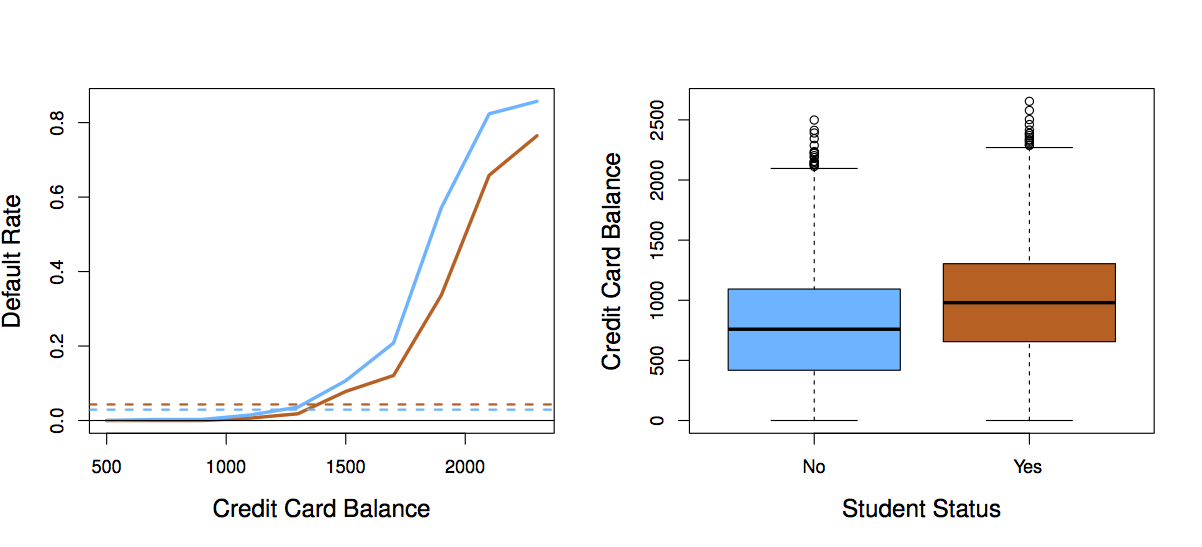 Default Rate
0.0
0.2
0.4
0.6
0.8
500
1000
1500
2000
Credit Card Balance
Credit Card Balance
0
500
1000
1500
2000
2500
No
Yes
Student Status